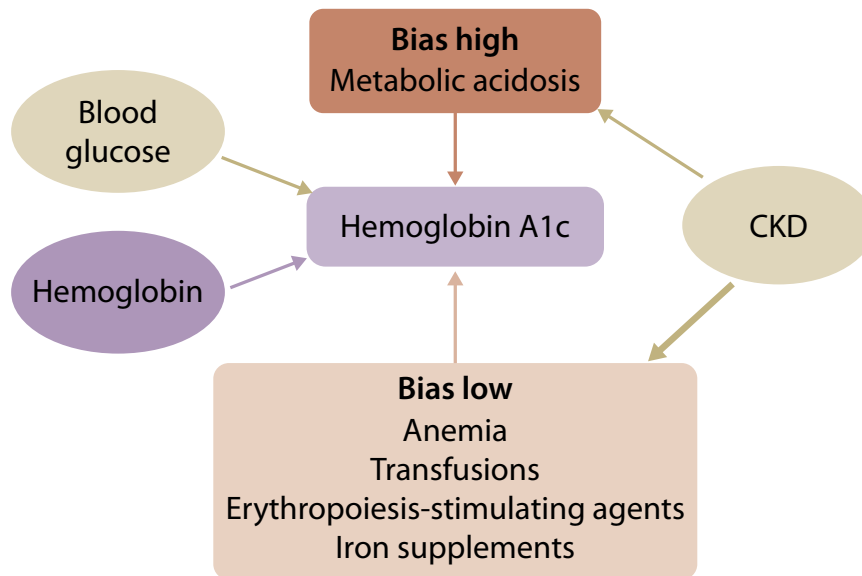 Bias high
Metabolic acidosis
Blood
glucose
Hemoglobin A1c
CKD
Hemoglobin
Bias low
Anemia
Transfusions
Erythropoiesis-stimulating agents
Iron supplements